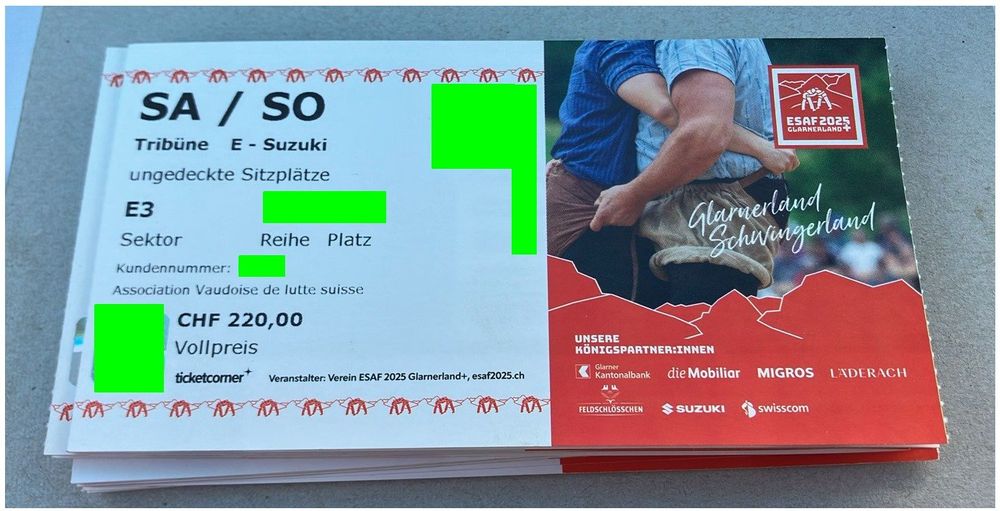 SA / SO
Tribüne E - Suzuki
ungedeckte Sitzplätze
E3
Sektor Reihe Platz
Kundennummer:
Association Vaudoise de lutte suisse
CHF 220,00
Vollpreis
ticketcorner
Veranstalter: Verein ESAF 2025 Glarnerland+, esaf2025.ch
ESAF 2025
GLARNERLAND+
Glarnerland
Schwingerland
UNSERE
KÖNIGSPARTNER:INNEN
Glarner
Kantonalbank
die Mobiliar
MIGROS
LÄDERACH
FELDSCHLÖSSCHEN
SUZUKI
swisscom